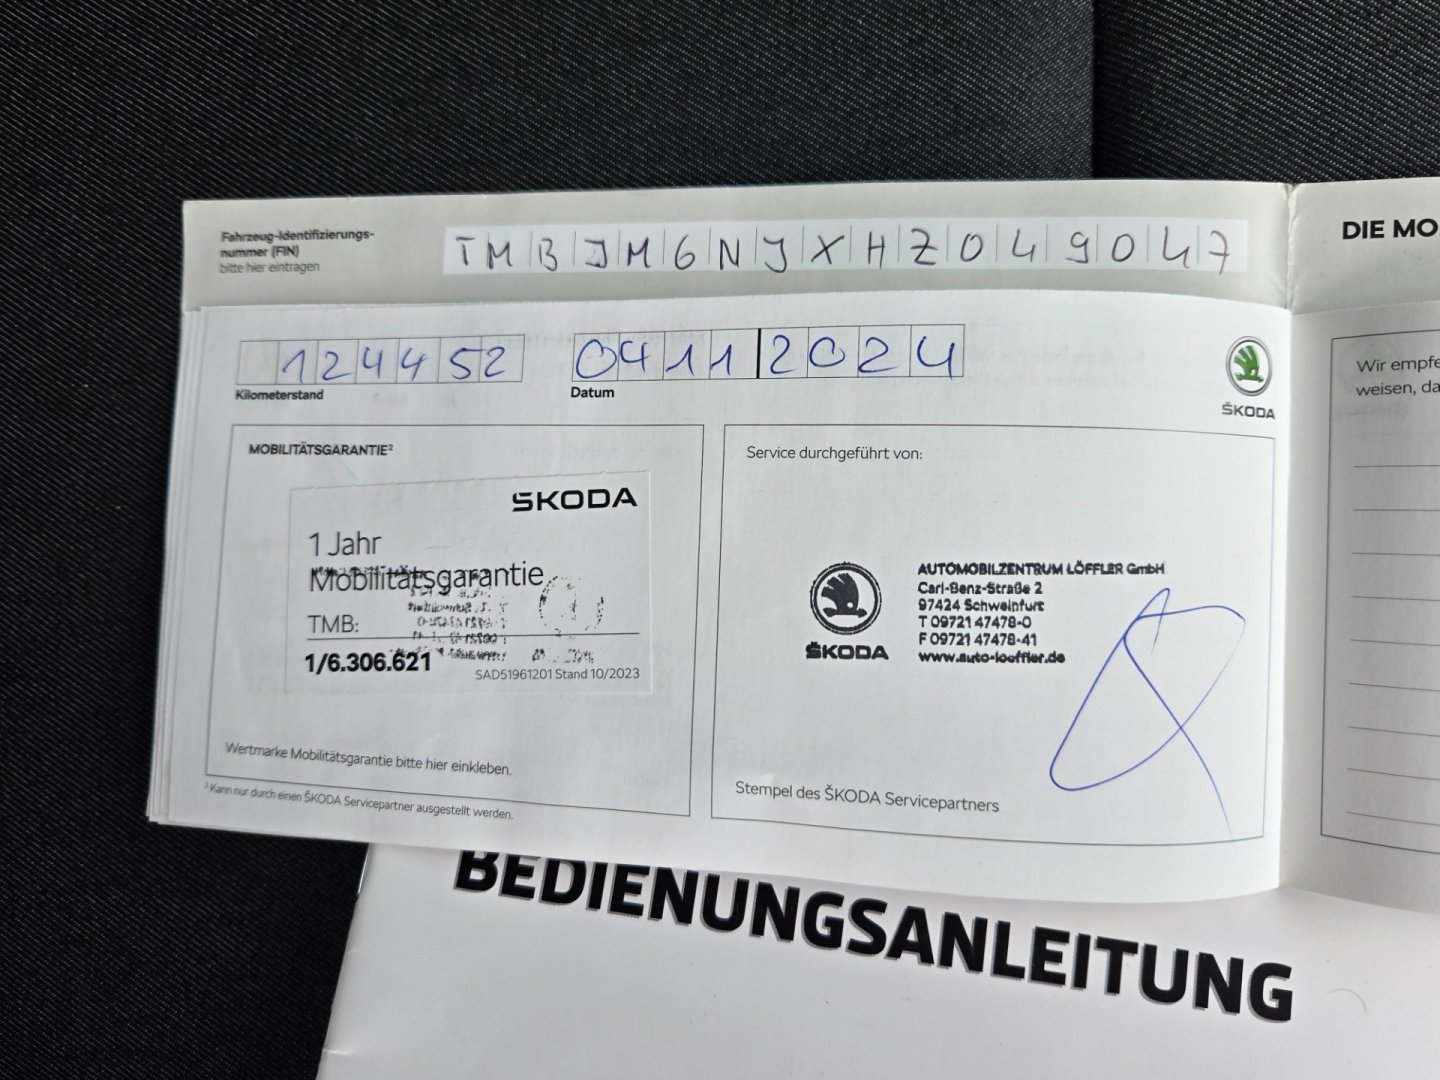 Fahrzeug-Identifizierungs-
nummer (FIN)
bitte hier eintragen
TMBJM6NJXHZ049047
DIE MO
124452
Kilometerstand
04112024
Datum
ŠKODA
MOBILITÄTSGARANTIE²
ŠKODA
1 Jahr
Mobilitätsgarantie
TMB:
1/6.306.621
SAD51961201 Stand 10/2023
Wertmarke Mobilitätsgarantie bitte hier einkleben.
²Kann nur durch einen ŠKODA Servicepartner ausgestellt werden.
Service durchgeführt von:
ŠKODA
AUTOMOBILZENTRUM LÖFFLER GmbH
Carl-Benz-Straße 2
97424 Schweinfurt
T 09721 47478-0
F 09721 47478-41
www.auto-loeffler.de
Stempel des ŠKODA Servicepartners
Wir empfe
weisen, da
BEDIENUNGSANLEITUNG